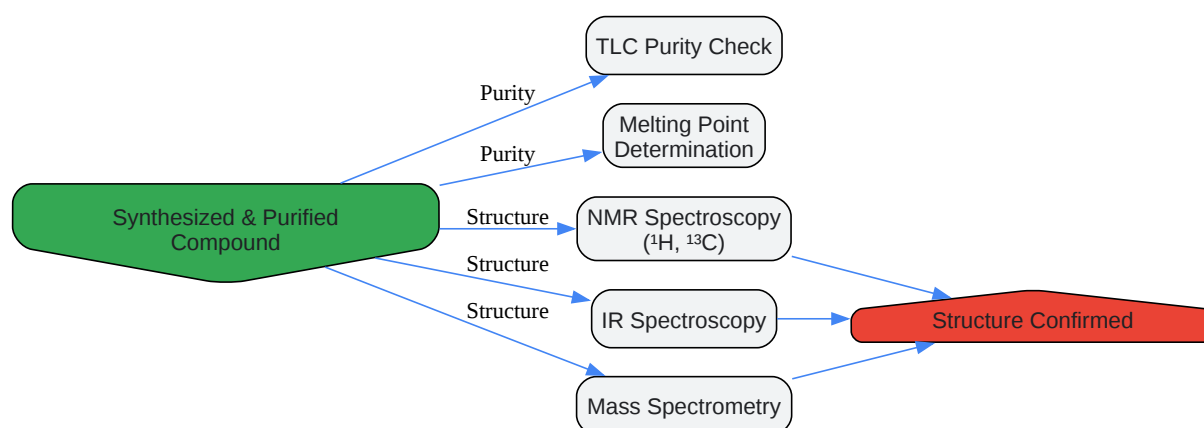 TLC Purity Check
Purity
Melting Point
Determination
Purity
Synthesized & Purified
Compound
Structure
NMR Spectroscopy
(¹H, ¹³C)
Structure
IR Spectroscopy
Structure
Structure Confirmed
Mass Spectrometry